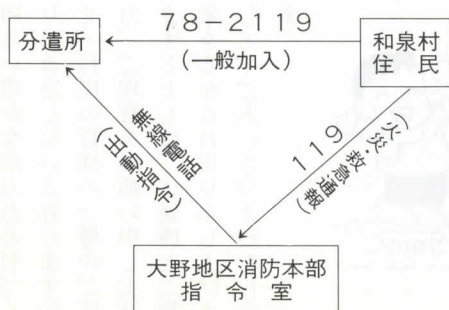 78-2119
分遣所
(一般加入)
和泉村
住民
無線電話
(出動指令)
119
(火災・救急通報)
大野地区消防本部
指令室